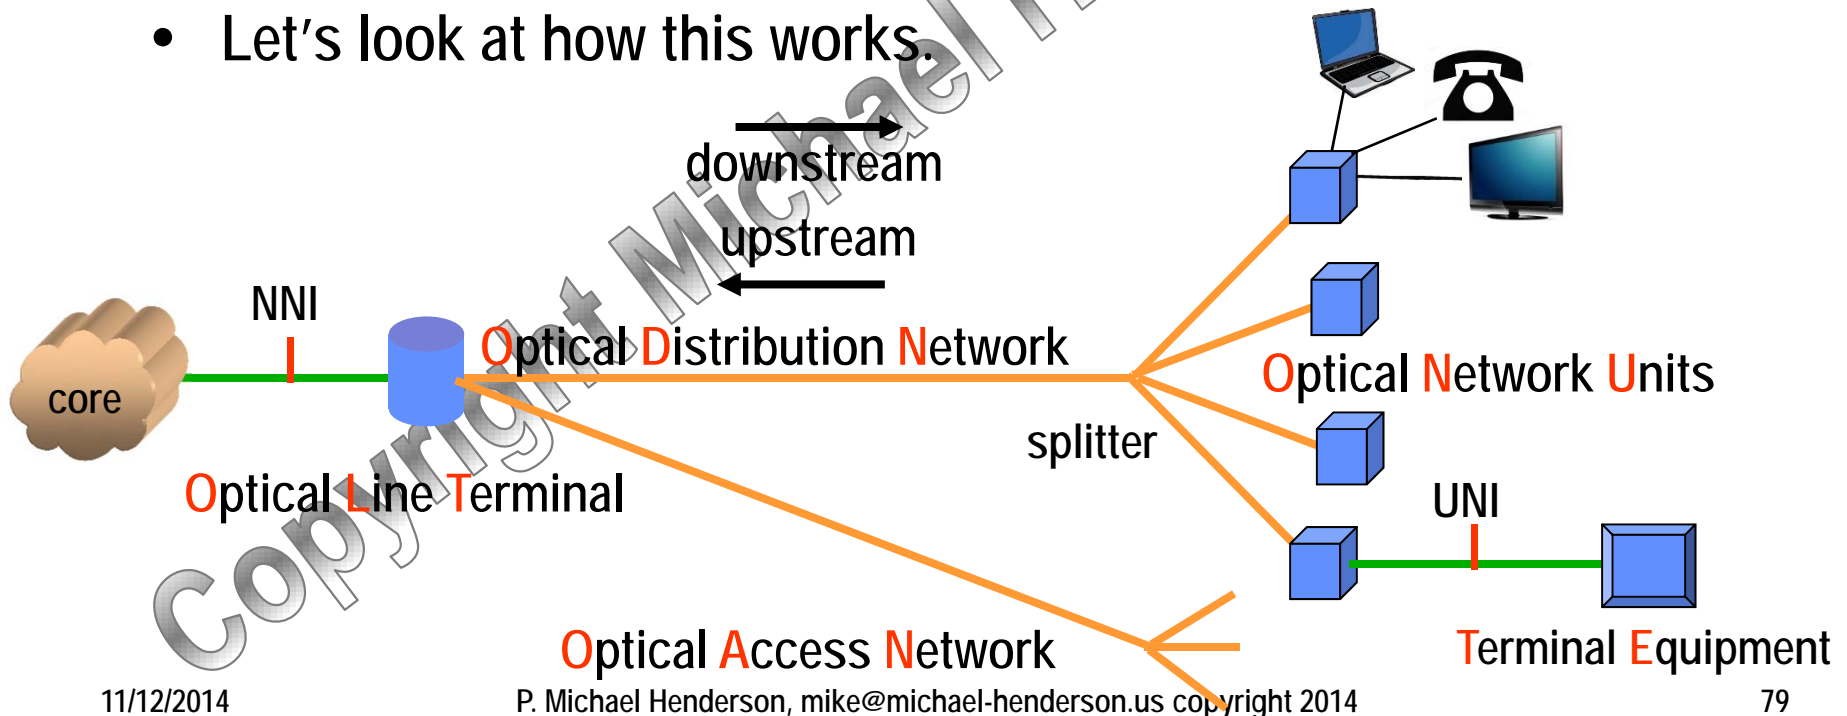 • Let's look at how this works.
downstream
upstream
NNI
Optical Distribution Network
core
Optical Network Units
splitter
Optical Line Terminal
UNI
Optical Access Network
Terminal Equipment
Copyright Michael
11/12/2014
P. Michael Henderson, mike@michael-henderson.us copyright 2014
79